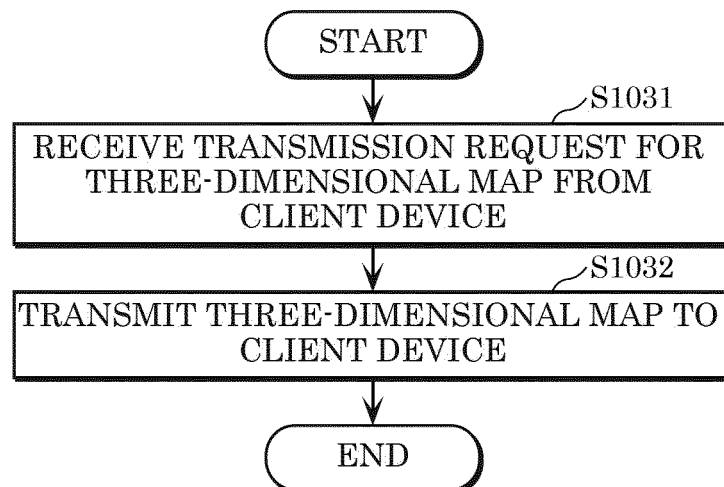 START
S1031
RECEIVE TRANSMISSION REQUEST FOR
THREE-DIMENSIONAL MAP FROM
CLIENT DEVICE
S1032
TRANSMIT THREE-DIMENSIONAL MAP TO
CLIENT DEVICE
END